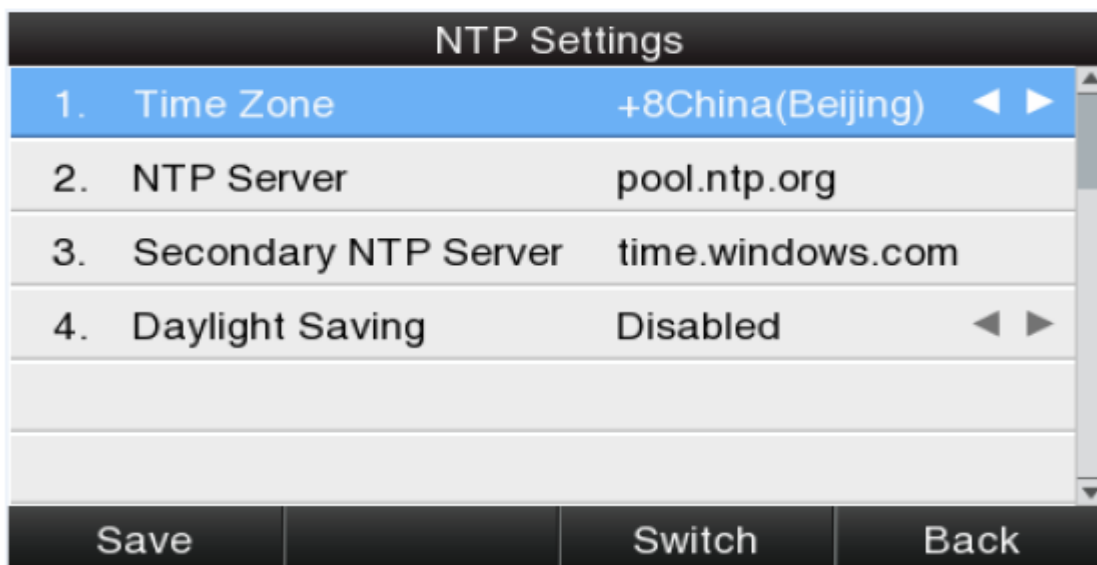 NTP Settings
1. Time Zone +8China(Beijing)
2. NTP Server pool.ntp.org
3. Secondary NTP Server time.windows.com
4. Daylight Saving Disabled
Save Switch Back